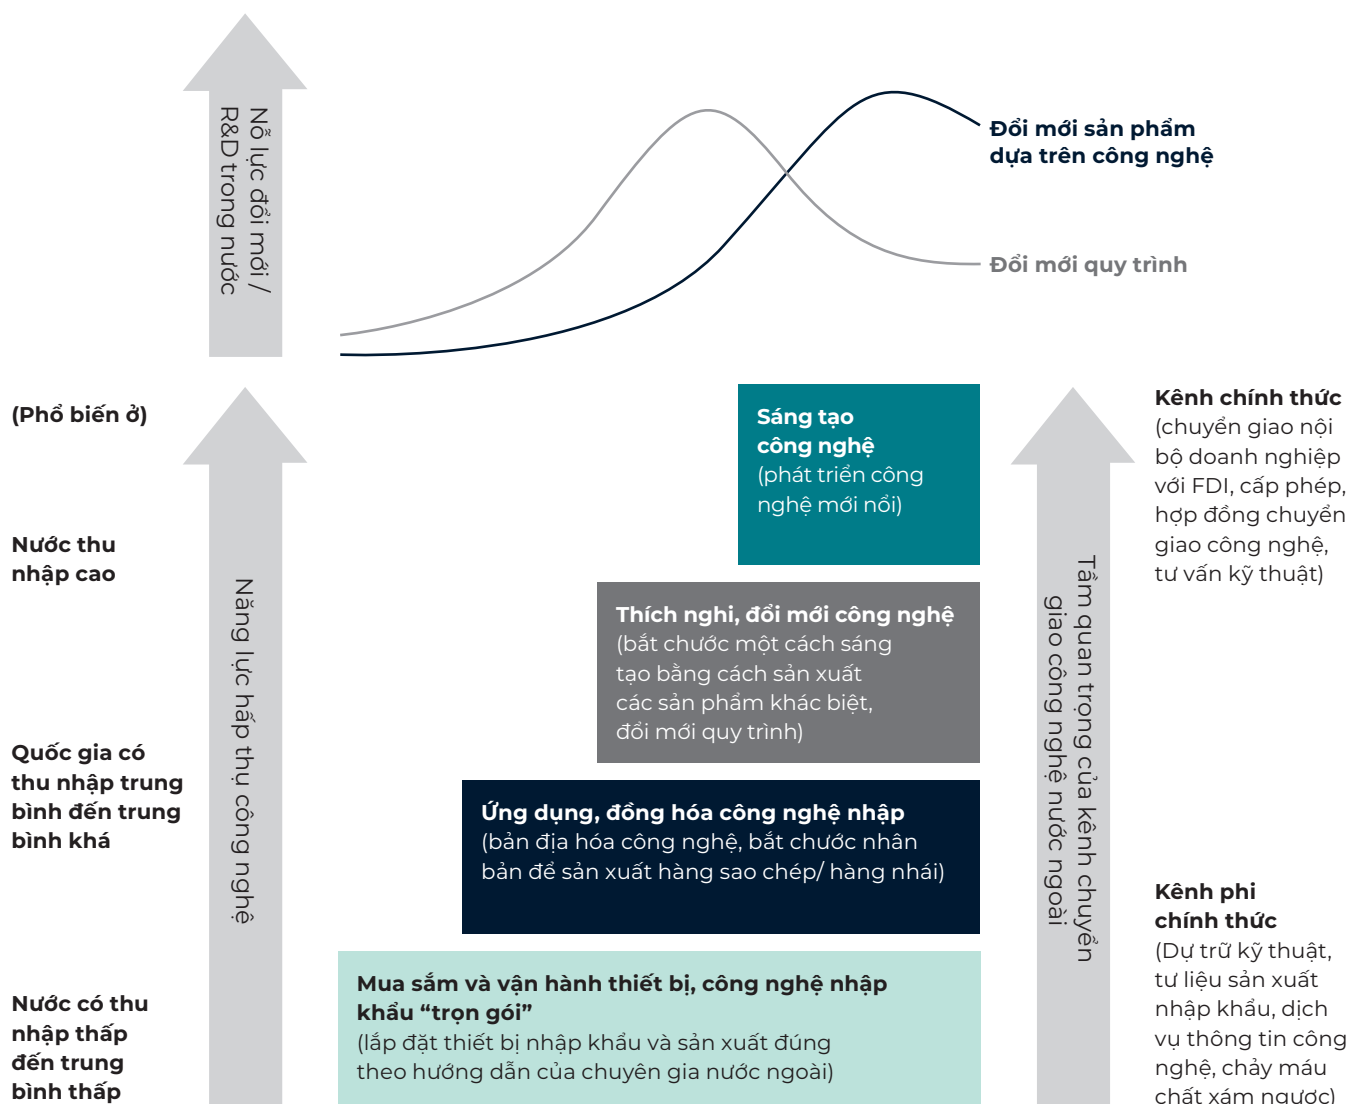 Nỗ lực đổi mới /
R&D trong nước
Đổi mới sản phẩm
dựa trên công nghệ
Đổi mới quy trình
(Phổ biến ở)
Nước thu
nhập cao
Quốc gia có
thu nhập trung
bình đến trung
bình khá
Nước có thu
nhập thấp
đến trung
bình thấp
Năng lực hấp thụ công nghệ
Sáng tạo
công nghệ
(phát triển công
nghệ mới nổi)
Thích nghi, đổi mới công nghệ
(bắt chước một cách sáng
tạo bằng cách sản xuất
các sản phẩm khác biệt,
đổi mới quy trình)
Ứng dụng, đồng hóa công nghệ nhập
(bản địa hóa công nghệ, bắt chước nhân
bản để sản xuất hàng sao chép/ hàng nhái)
Mua sắm và vận hành thiết bị, công nghệ nhập
khẩu “trọn gói”
(lắp đặt thiết bị nhập khẩu và sản xuất đúng
theo hướng dẫn của chuyên gia nước ngoài)
Tầm quan trọng của kênh chuyển
giao công nghệ nước ngoài
Kênh chính thức
(chuyển giao nội
bộ doanh nghiệp
với FDI, cấp phép,
hợp đồng chuyển
giao công nghệ,
tư vấn kỹ thuật)
Kênh phi
chính thức
(Dự trữ kỹ thuật,
tư liệu sản xuất
nhập khẩu, dịch
vụ thông tin công
nghệ, chảy máu
chất xám ngược)